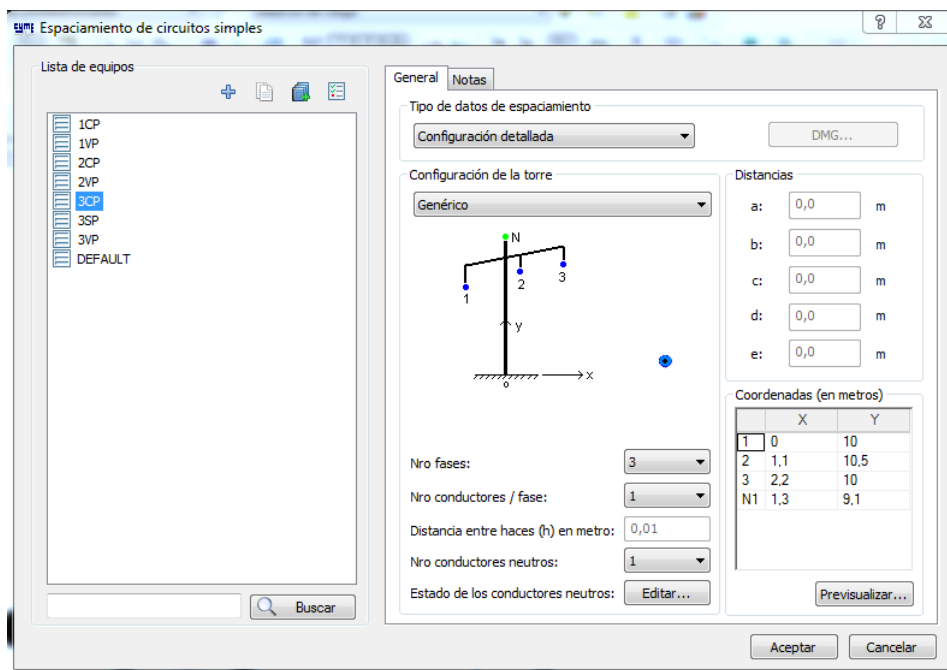 Espaciamiento de circuitos simples
Lista de equipos
1CP
1VP
2CP
2VP
3CP
3SP
3VP
DEFAULT
Buscar
General Notas
Tipo de datos de espaciamiento
Configuración detallada
DMG...
Configuración de la torre
Genérico
N
1
2
3
y
x
o
Nro fases: 3
Nro conductores / fase: 1
Distancia entre haces (h) en metro: 0,01
Nro conductores neutros: 1
Estado de los conductores neutros: Editar...
Distancias
a: 0,0 m
b: 0,0 m
c: 0,0 m
d: 0,0 m
e: 0,0 m
Coordenadas (en metros)
X Y
1 0 10
2 1,1 10,5
3 2,2 10
N1 1,3 9,1
Previsualizar...
Aceptar Cancelar